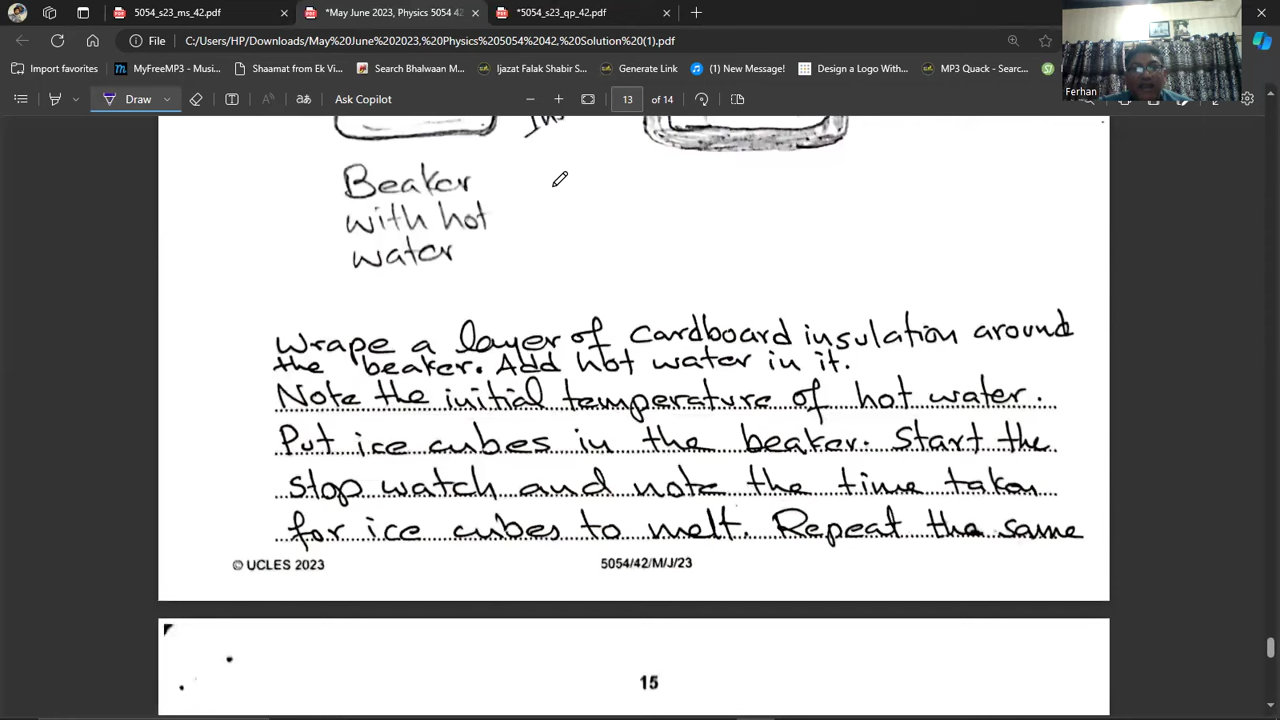 5054_s23_ms_42.pdf
*May June 2023, Physics 5054 42
*5054_s23_qp_42.pdf
File
C:/Users/HP/Downloads/May%20June%202023,%20Physics%205054%2042,%20Solution%20(1).pdf
Import favorites
MyFreeMP3 - Musi...
Shaamat from Ek Vi...
Search Bhalwaan M...
Ijazat Falak Shabir S...
Generate Link
(1) New Message!
Design a Logo With...
MP3 Quack - Searc...
Ferhan
Draw
aあ
Ask Copilot
13 of 14
Beaker
with hot
water
Wrape a layer of cardboard insulation around
the beaker. Add hot water in it.
Note the initial temperature of hot water.
Put ice cubes in the beaker. Start the
stop watch and note the time taken
for ice cubes to melt. Repeat the same
© UCLES 2023
5054/42/M/J/23
15